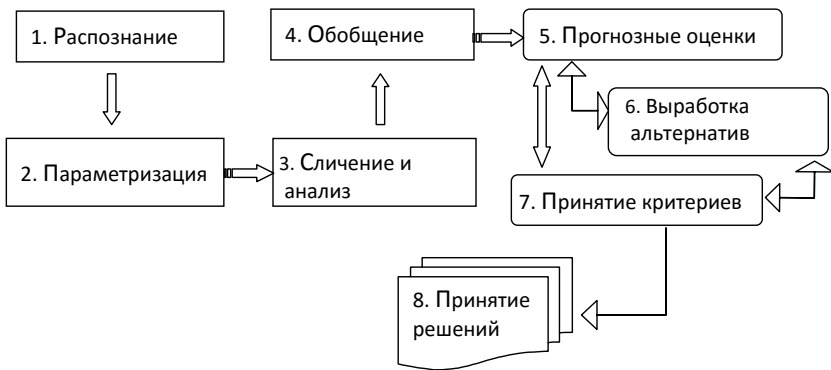 1. Распознание
2. Параметризация
3. Сличение и
анализ
4. Обобщение
5. Прогнозные оценки
6. Выработка
альтернатив
7. Принятие критериев
8. Принятие
решений